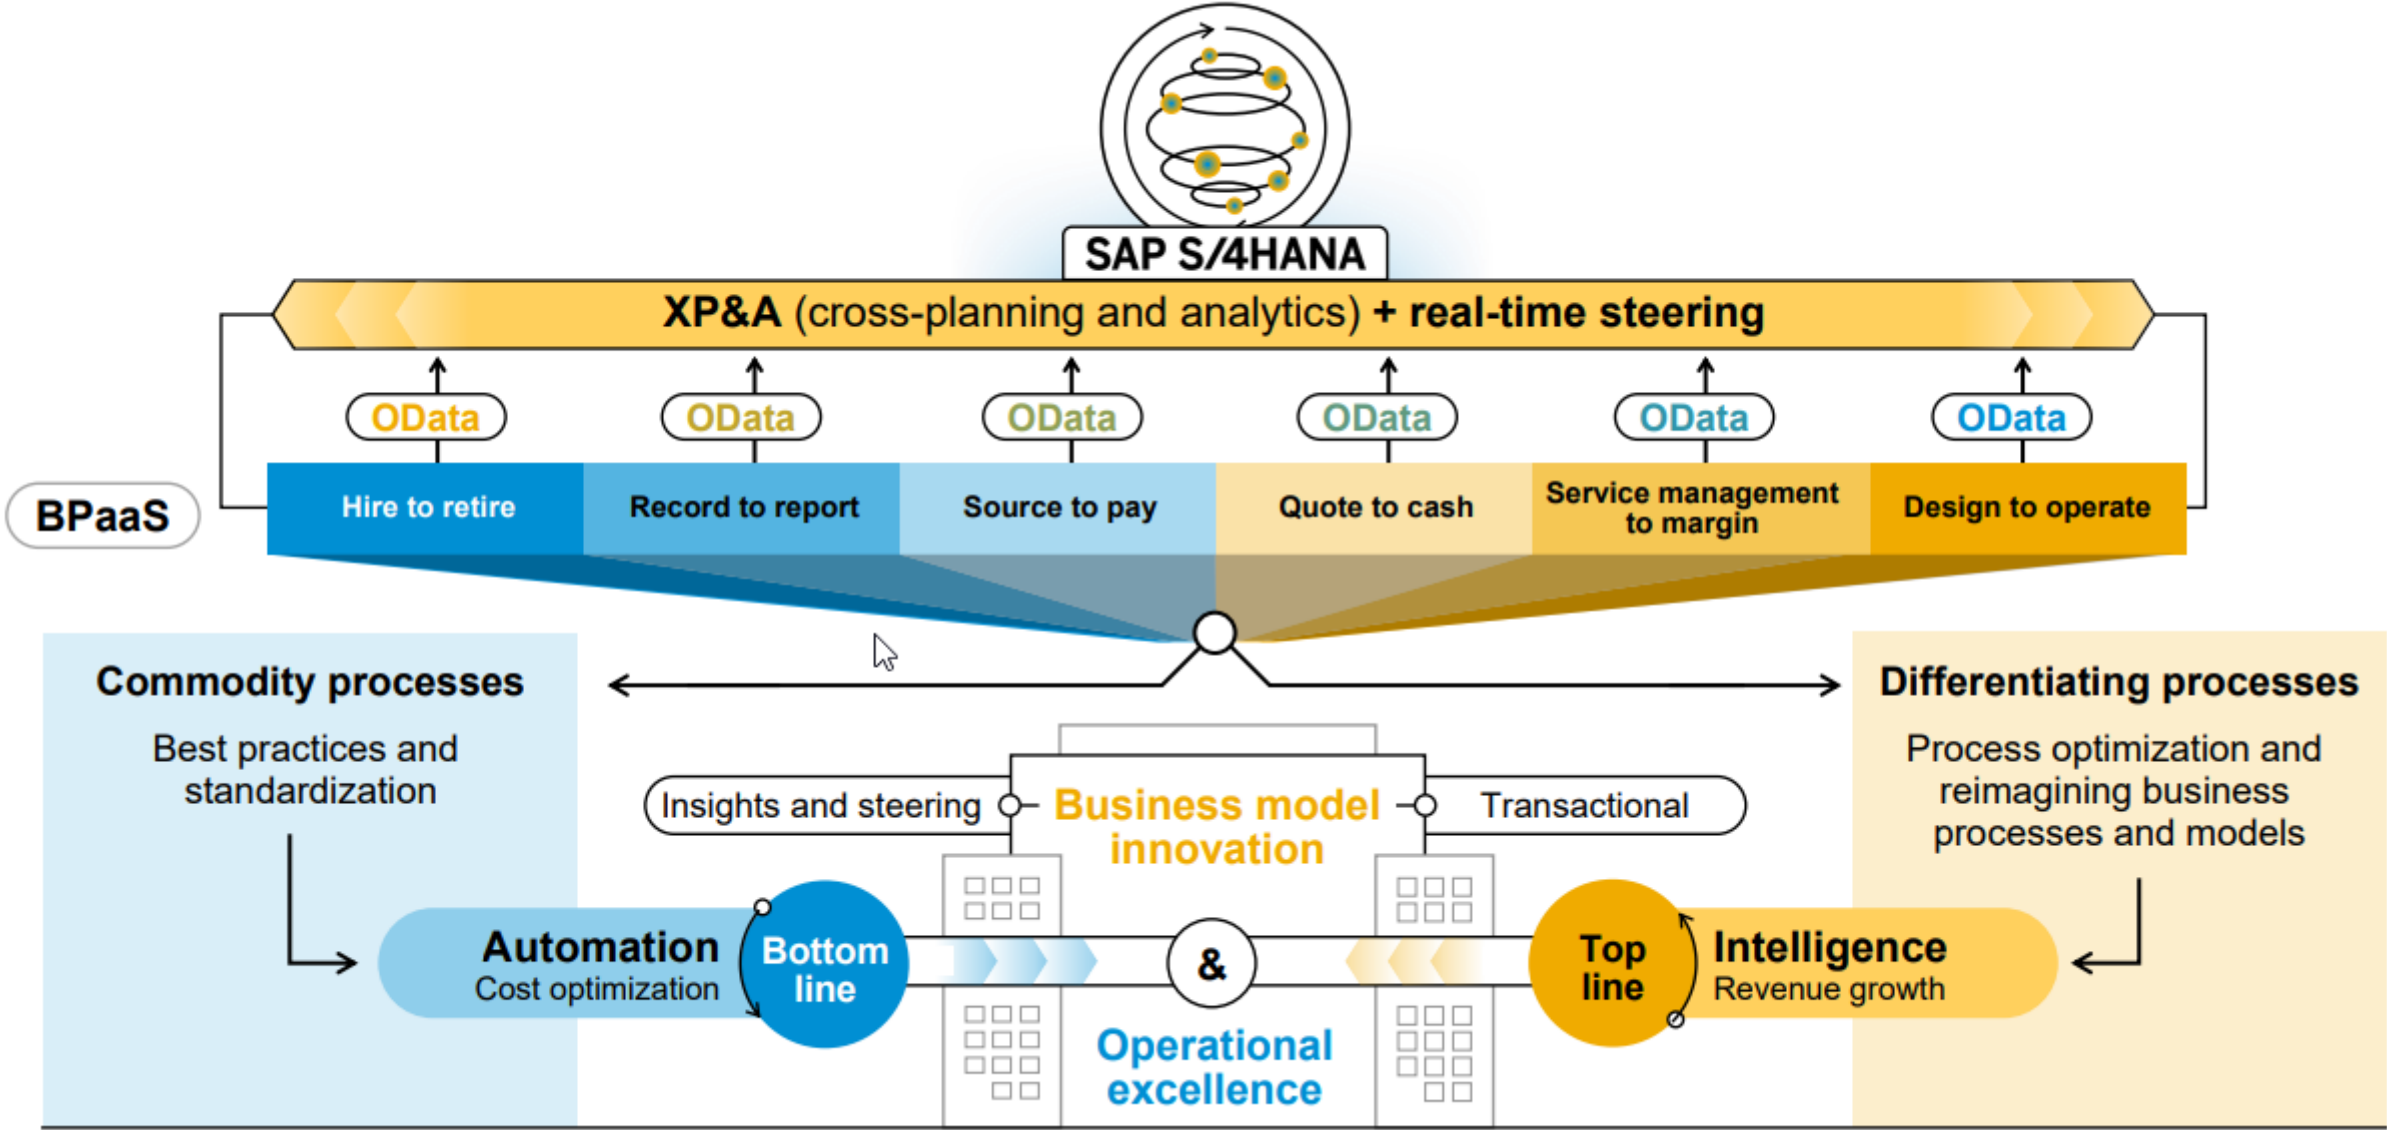 SAP S/4HANA
XP&A (cross-planning and analytics) + real-time steering
OData
OData
OData
OData
OData
OData
BPaaS
Hire to retire
Record to report
Source to pay
Quote to cash
Service management
to margin
Design to operate
Commodity processes
Best practices and
standardization
Differentiating processes
Process optimization and
reimagining business
processes and models
Insights and steering
Business model
innovation
Transactional
Automation
Cost optimization
Bottom
line
&
Top
line
Intelligence
Revenue growth
Operational
excellence